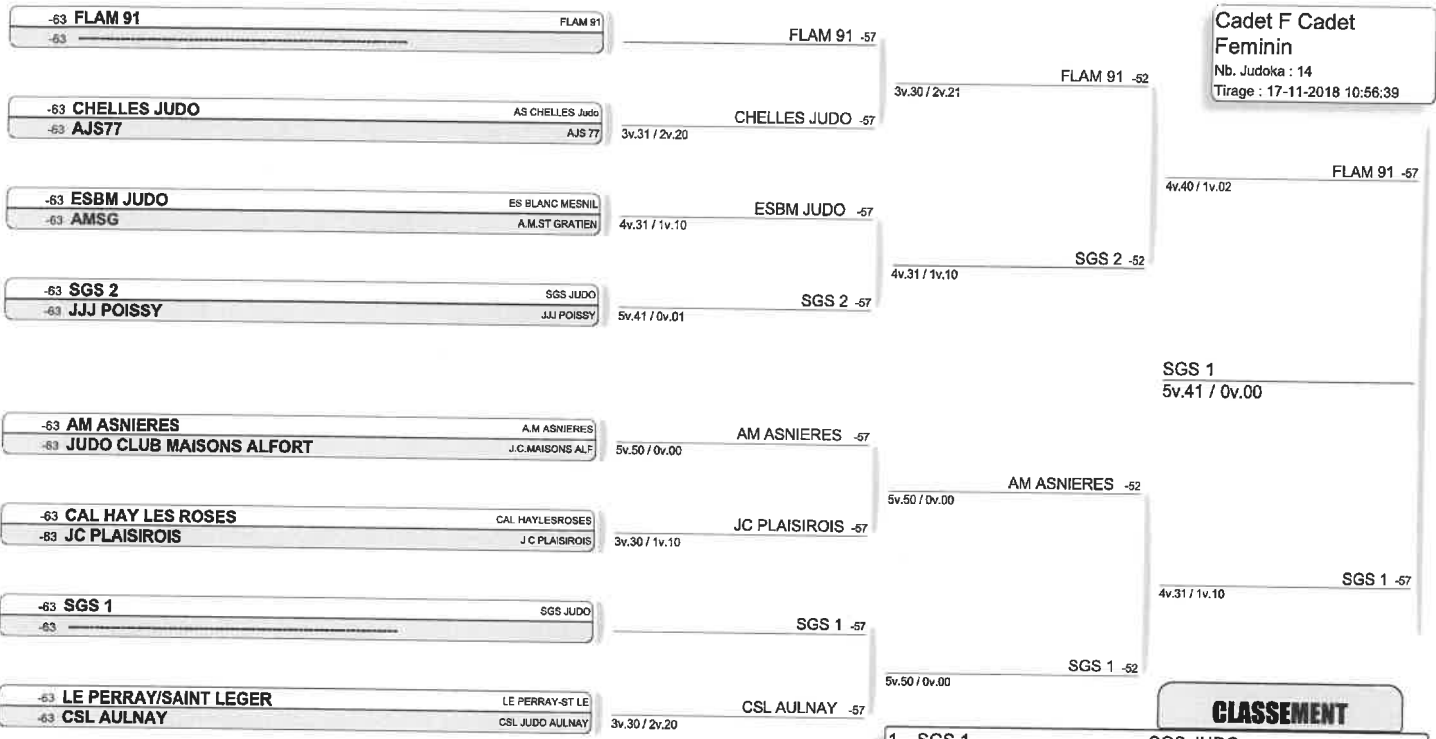 -63 FLAM 91 FLAM 91
-63
FLAM 91 -57
-63 CHELLES JUDO AS CHELLES Judo
-63 AJS77 AJS 77
3v.31 / 2v.20
CHELLES JUDO -57
3v.30 / 2v.21
FLAM 91 -52
-63 ESBM JUDO ES BLANC MESNIL
-63 AMSG A.M.ST GRATIEN
4v.31 / 1v.10
ESBM JUDO -57
-63 SGS 2 SGS JUDO
-63 JJJ POISSY JJJ POISSY
5v.41 / 0v.01
SGS 2 -57
4v.31 / 1v.10
SGS 2 -52
4v.40 / 1v.02
FLAM 91 -57
Cadet F Cadet
Feminin
Nb. Judoka : 14
Tirage : 17-11-2018 10:56:39
SGS 1
5v.41 / 0v.00
-63 AM ASNIERES A.M ASNIERES
-63 JUDO CLUB MAISONS ALFORT J.C.MAISONS ALF
5v.50 / 0v.00
AM ASNIERES -57
-63 CAL HAY LES ROSES CAL HAYLESROSES
-63 JC PLAISIROIS J C PLAISIROIS
3v.30 / 1v.10
JC PLAISIROIS -57
5v.50 / 0v.00
AM ASNIERES -52
-63 SGS 1 SGS JUDO
-63
SGS 1 -57
-63 LE PERRAY/SAINT LEGER LE PERRAY-ST LE
-63 CSL AULNAY CSL JUDO AULNAY
3v.30 / 2v.20
CSL AULNAY -57
5v.50 / 0v.00
SGS 1 -52
4v.31 / 1v.10
SGS 1 -57
CLASSEMENT
1 SGS 1 SGS JUDO